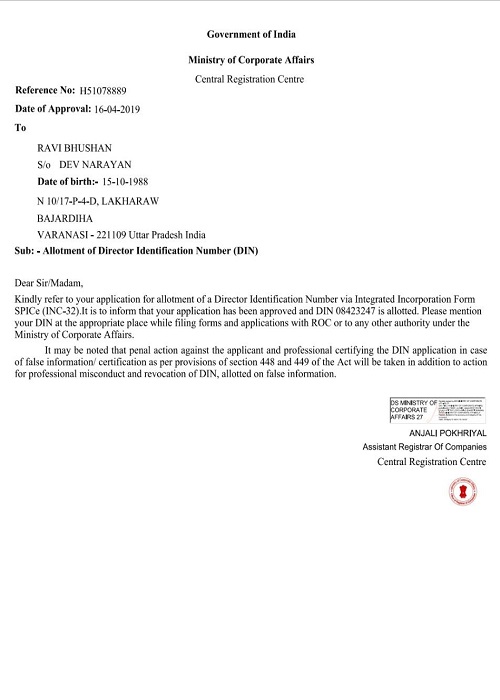 Government of India
Ministry of Corporate Affairs
Central Registration Centre
Reference No: H51078889
Date of Approval: 16-04-2019
To
RAVI BHUSHAN
S/o DEV NARAYAN
Date of birth:- 15-10-1988
N 10/17-P-4-D, LAKHARAW
BAJARDIHA
VARANASI - 221109 Uttar Pradesh India
Sub: - Allotment of Director Identification Number (DIN)
Dear Sir/Madam,
Kindly refer to your application for allotment of a Director Identification Number via Integrated Incorporation Form
SPICe (INC-32).It is to inform that your application has been approved and DIN 08423247 is allotted. Please mention
your DIN at the appropriate place while filing forms and applications with ROC or to any other authority under the
Ministry of Corporate Affairs.
It may be noted that penal action against the applicant and professional certifying the DIN application in case
of false information/ certification as per provisions of section 448 and 449 of the Act will be taken in addition to action
for professional misconduct and revocation of DIN, allotted on false information.
DS MINISTRY OF
CORPORATE
AFFAIRS 27
ANJALI POKHRIYAL
Assistant Registrar Of Companies
Central Registration Centre